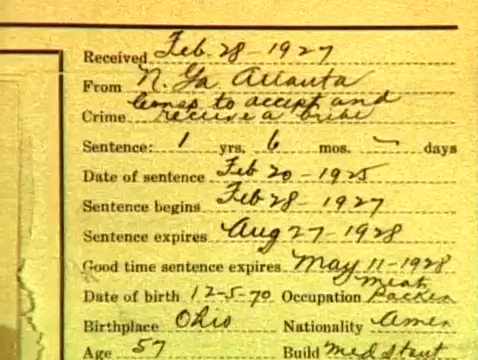 Received Feb. 28-1927
From N. Ga Atlanta
to accept and
Crime receive a bribe
Sentence: 1 yrs. 6 mos. - days
Date of sentence Feb 20-1925
Sentence begins Feb 28-1927
Sentence expires Aug 27-1928
Good time sentence expires May 11-1928
Meat
Date of birth 12-5-70 Occupation Packer
Birthplace Ohio Nationality Amer
Age 57 Build Med Stout